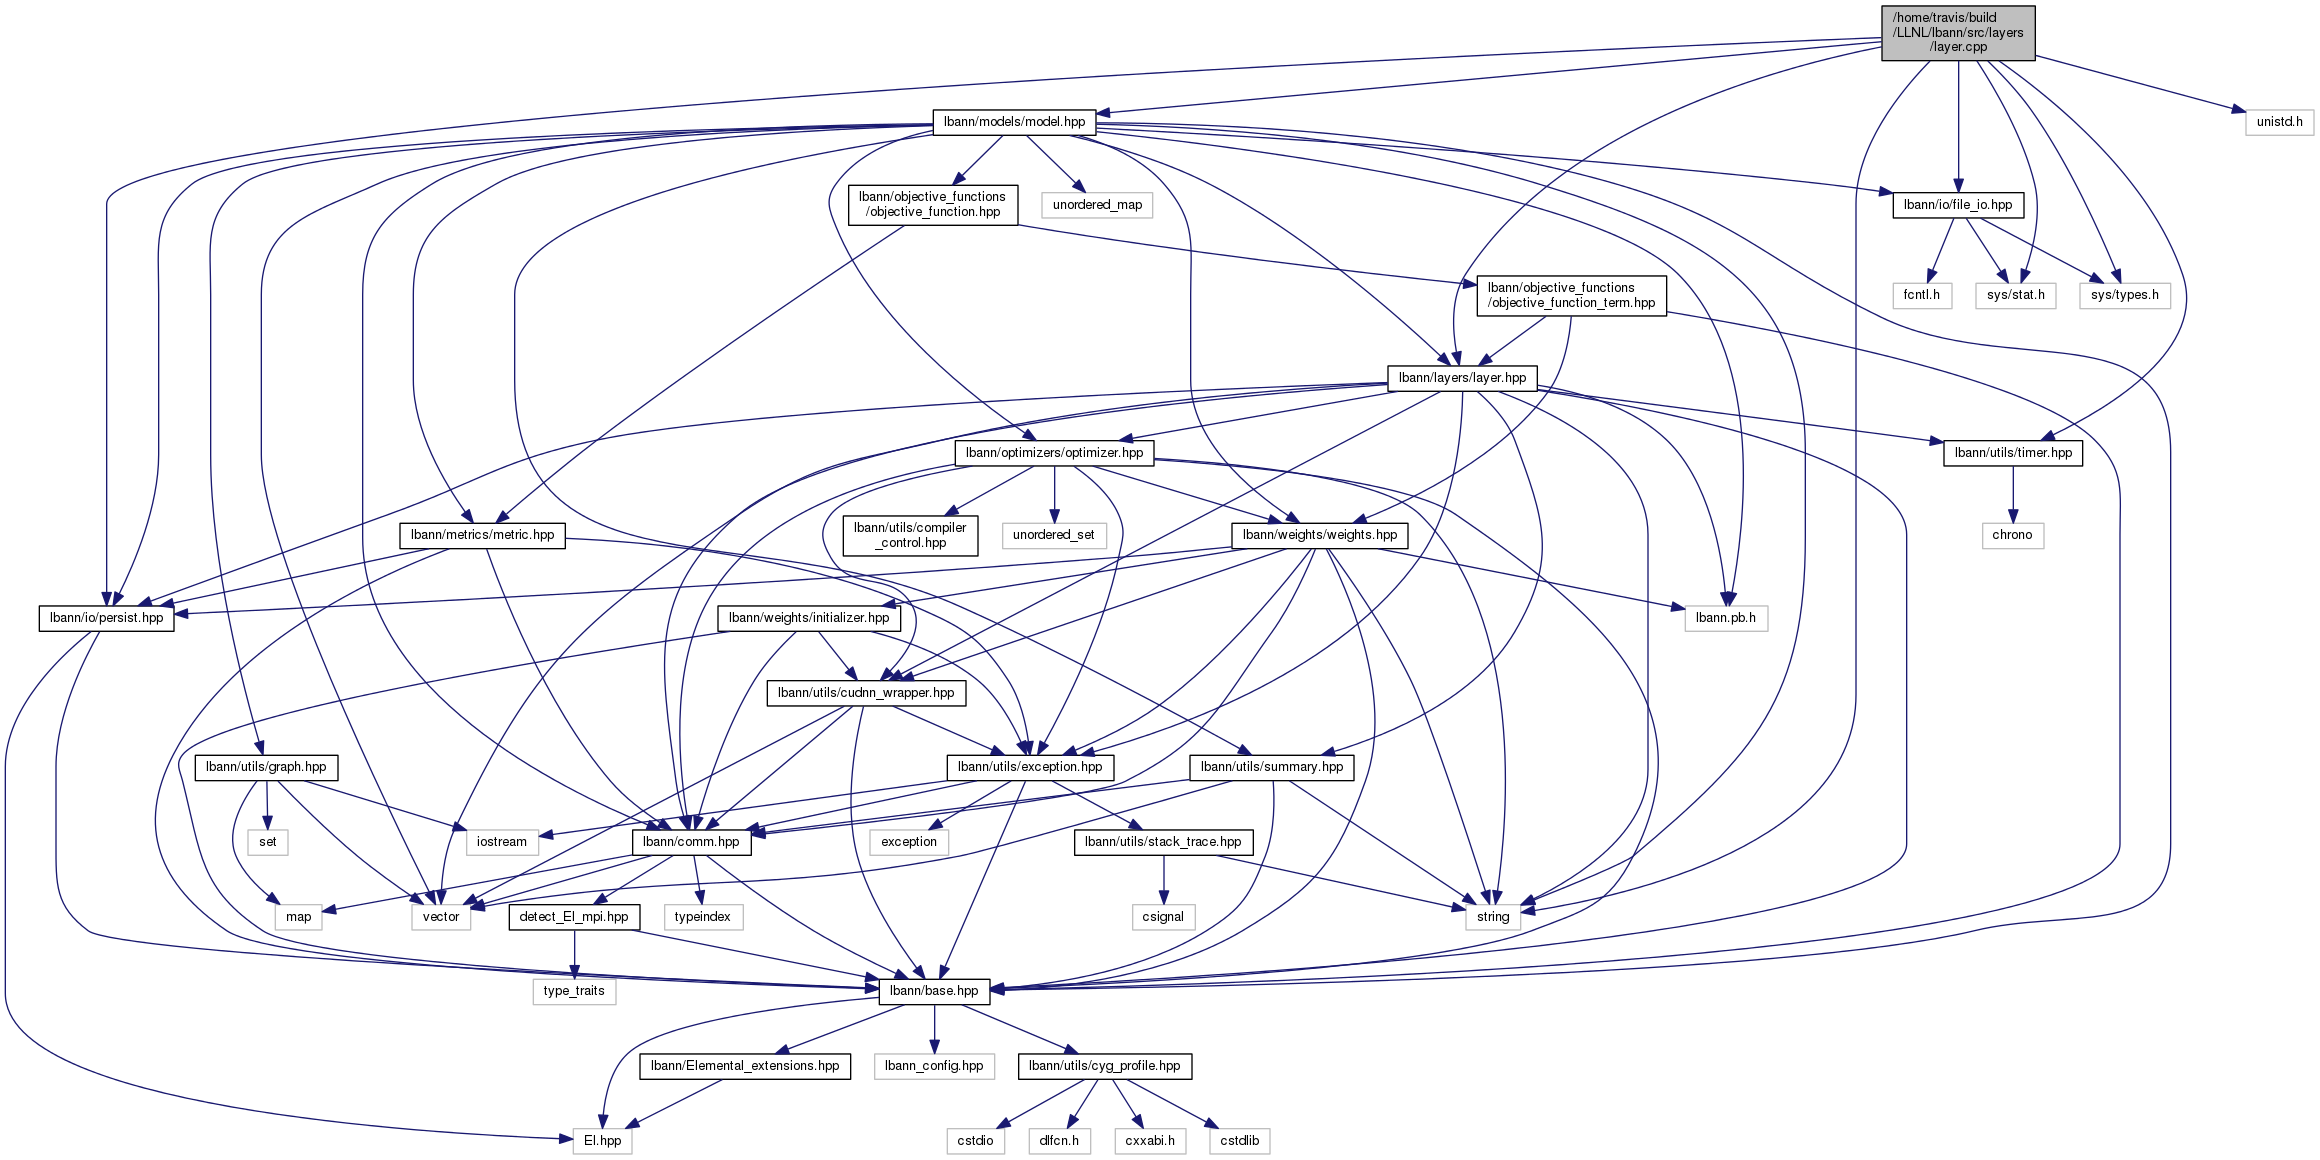 /home/travis/build
/LLNL/lbann/src/layers
/layer.cpp
lbann/models/model.hpp
unistd.h
lbann/objective_functions
/objective_function.hpp
unordered_map
lbann/io/file_io.hpp
lbann/objective_functions
/objective_function_term.hpp
fcntl.h
sys/stat.h
sys/types.h
lbann/layers/layer.hpp
lbann/optimizers/optimizer.hpp
lbann/utils/timer.hpp
lbann/metrics/metric.hpp
lbann/utils/compiler
_control.hpp
unordered_set
lbann/weights/weights.hpp
chrono
lbann/io/persist.hpp
lbann/weights/initializer.hpp
lbann.pb.h
lbann/utils/cudnn_wrapper.hpp
lbann/utils/graph.hpp
lbann/utils/exception.hpp
lbann/utils/summary.hpp
set
iostream
lbann/comm.hpp
exception
lbann/utils/stack_trace.hpp
map
vector
detect_El_mpi.hpp
typeindex
csignal
string
type_traits
lbann/base.hpp
lbann/Elemental_extensions.hpp
lbann_config.hpp
lbann/utils/cyg_profile.hpp
El.hpp
cstdio
dlfcn.h
cxxabi.h
cstdlib